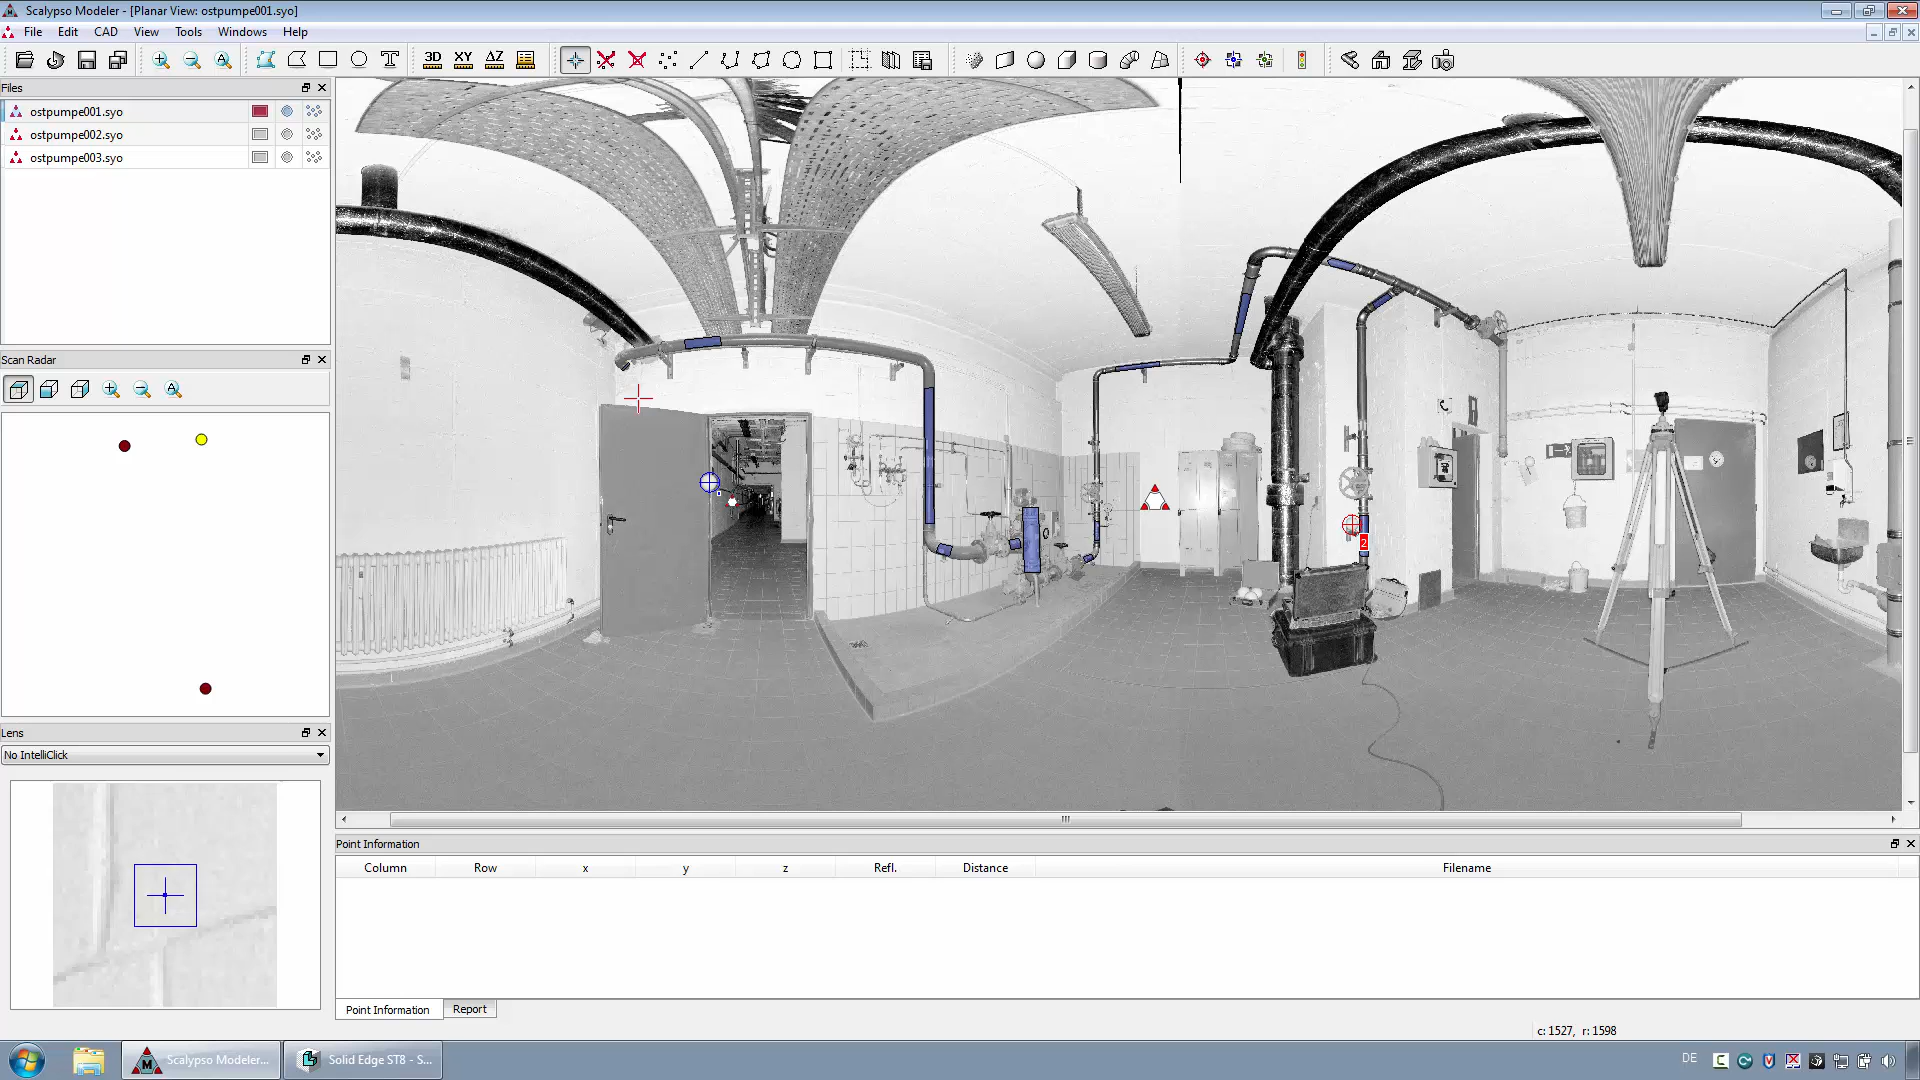 Scalypso Modeler - [Planar View: ostpumpe001.syo]
File Edit CAD View Tools Windows Help
3D XY ΔZ
Files
ostpumpe001.syo
ostpumpe002.syo
ostpumpe003.syo
Scan Radar
Lens
No IntelliClick
2
Point Information
Column Row x y z Refl. Distance Filename
Point Information Report
c: 1527, r: 1598
Scalypso Modeler... Solid Edge ST8 - S... DE